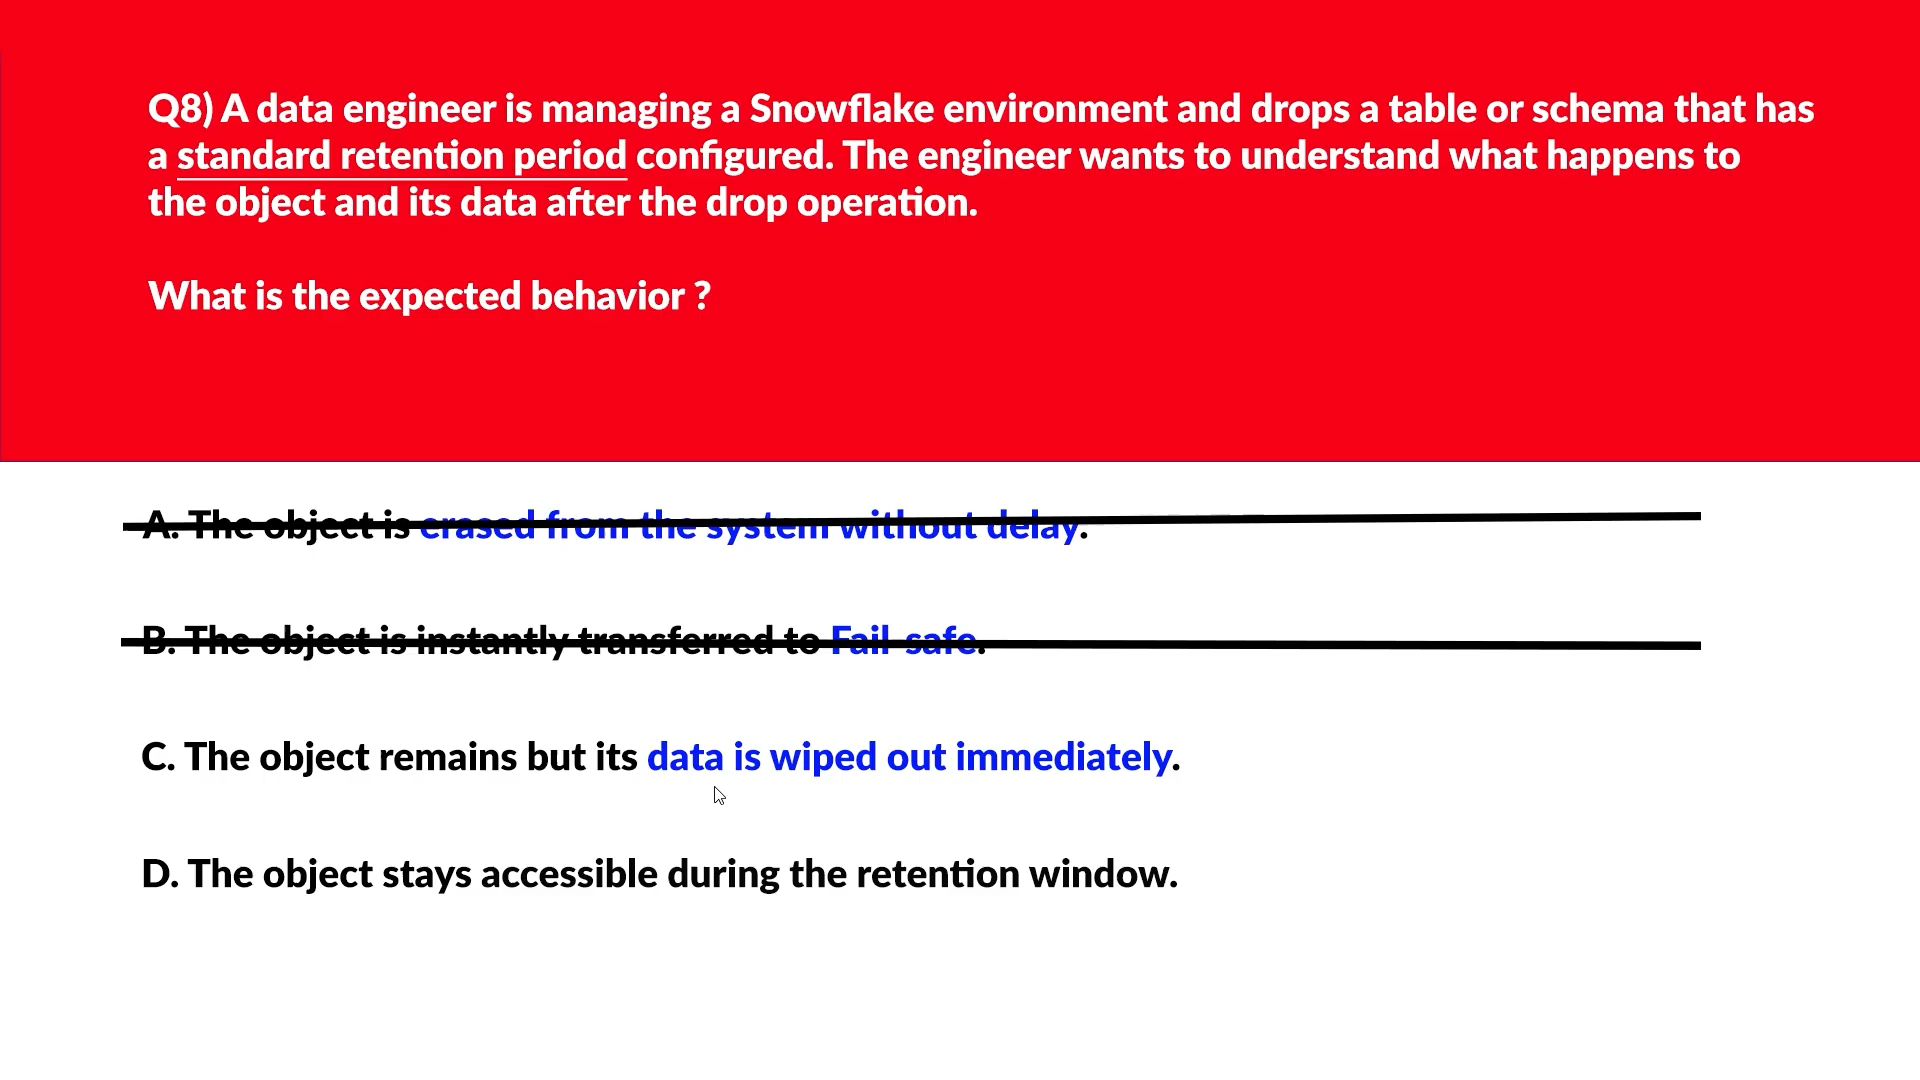 Q8) A data engineer is managing a Snowflake environment and drops a table or schema that has
a standard retention period configured. The engineer wants to understand what happens to
the object and its data after the drop operation.
What is the expected behavior ?
A. The object is erased from the system without delay.
B. The object is instantly transferred to Fail-safe.
C. The object remains but its data is wiped out immediately.
D. The object stays accessible during the retention window.